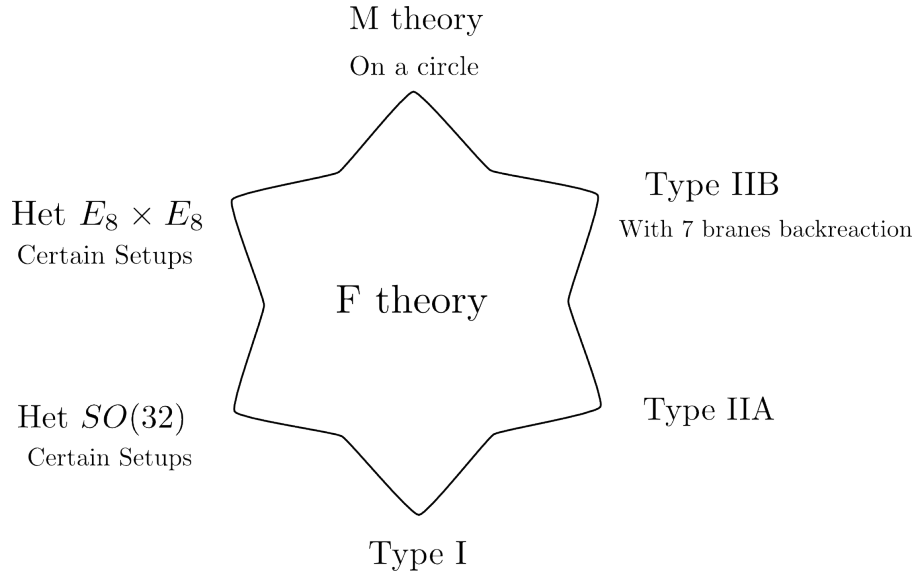 M theory
On a circle
Type IIB
With 7 branes backreaction
Het $E_8 \times E_8$
Certain Setups
F theory
Het $SO(32)$
Certain Setups
Type IIA
Type I